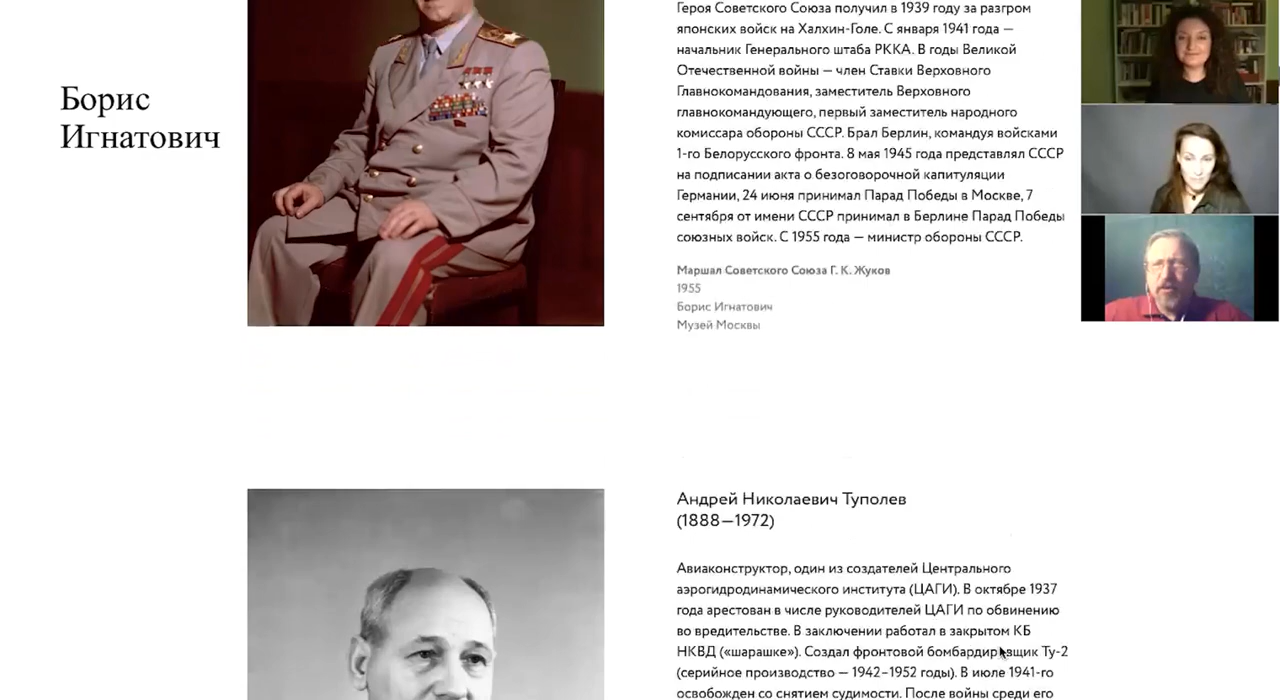 Борис
Игнатович
Героя Советского Союза получил в 1939 году за разгром
японских войск на Халхин-Голе. С января 1941 года —
начальник Генерального штаба РККА. В годы Великой
Отечественной войны — член Ставки Верховного
Главнокомандования, заместитель Верховного
главнокомандующего, первый заместитель народного
комиссара обороны СССР. Брал Берлин, командуя войсками
1-го Белорусского фронта. 8 мая 1945 года представлял СССР
на подписании акта о безоговорочной капитуляции
Германии, 24 июня принимал Парад Победы в Москве, 7
сентября от имени СССР принимал в Берлине Парад Победы
союзных войск. С 1955 года — министр обороны СССР.
Маршал Советского Союза Г. К. Жуков
1955
Борис Игнатович
Музей Москвы
Андрей Николаевич Туполев
(1888—1972)
Авиаконструктор, один из создателей Центрального
аэрогидродинамического института (ЦАГИ). В октябре 1937
года арестован в числе руководителей ЦАГИ по обвинению
во вредительстве. В заключении работал в закрытом КБ
НКВД («шарашке»). Создал фронтовой бомбардировщик Ту-2
(серийное производство — 1942–1952 годы). В июле 1941-го
освобожден со снятием судимости. После войны среди его